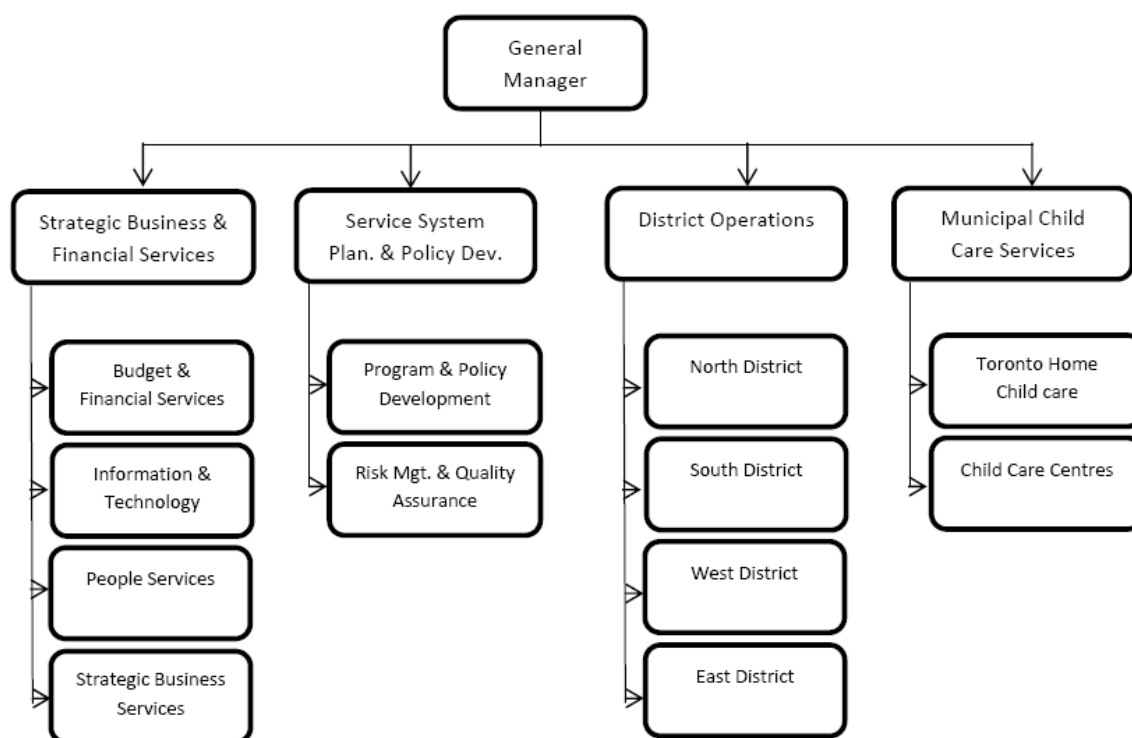 General
Manager
Strategic Business &
Financial Services
Service System
Plan. & Policy Dev.
District Operations
Municipal Child
Care Services
Budget &
Financial Services
Information &
Technology
People Services
Strategic Business
Services
Program & Policy
Development
Risk Mgt. & Quality
Assurance
North District
South District
West District
East District
Toronto Home
Child care
Child Care Centres